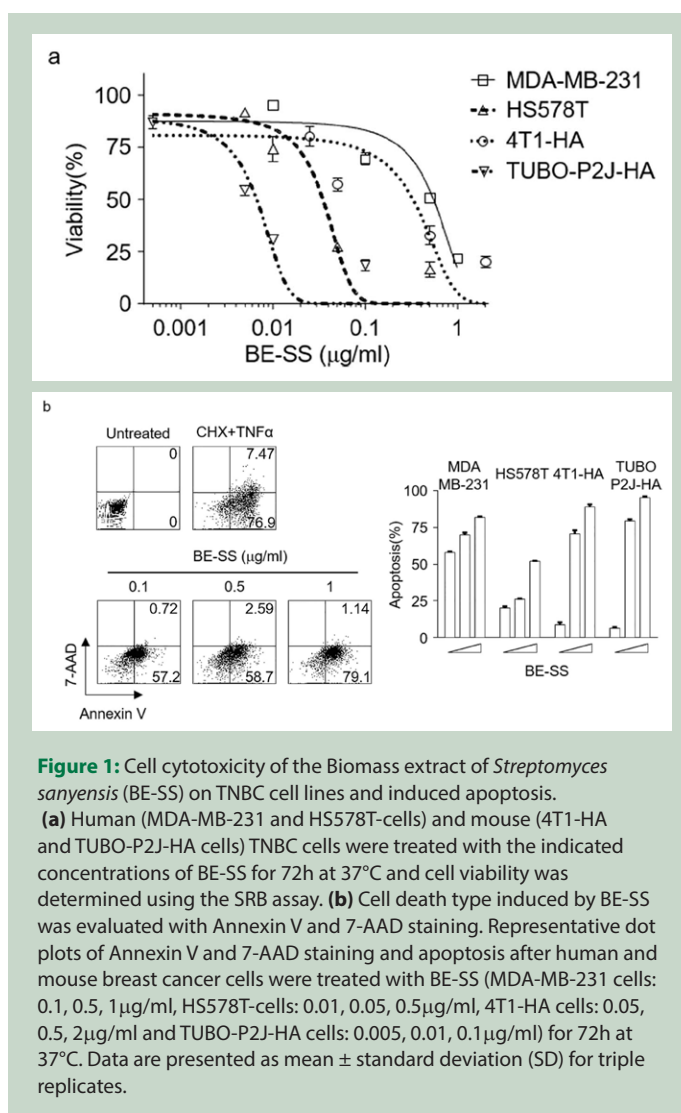 a
100
75
50
25
0
Viability(%)
0.001 0.01 0.1 1
BE-SS (μg/ml)
MDA-MB-231
HS578T
4T1-HA
TUBO-P2J-HA
b
Untreated CHX+TNFα
0 7.47
0 76.9
BE-SS (μg/ml)
0.1 0.5 1
0.72 2.59 1.14
57.2 58.7 79.1
7-AAD
Annexin V
MDA MB-231 HS578T 4T1-HA TUBO P2J-HA
100
75
50
25
0
Apoptosis(%)
BE-SS
Figure 1: Cell cytotoxicity of the Biomass extract of Streptomyces
sanyensis (BE-SS) on TNBC cell lines and induced apoptosis.
(a) Human (MDA-MB-231 and HS578T-cells) and mouse (4T1-HA
and TUBO-P2J-HA cells) TNBC cells were treated with the indicated
concentrations of BE-SS for 72h at 37°C and cell viability was
determined using the SRB assay. (b) Cell death type induced by BE-SS
was evaluated with Annexin V and 7-AAD staining. Representative dot
plots of Annexin V and 7-AAD staining and apoptosis after human and
mouse breast cancer cells were treated with BE-SS (MDA-MB-231 cells:
0.1, 0.5, 1μg/ml, HS578T-cells: 0.01, 0.05, 0.5μg/ml, 4T1-HA cells: 0.05,
0.5, 2μg/ml and TUBO-P2J-HA cells: 0.005, 0.01, 0.1μg/ml) for 72h at
37°C. Data are presented as mean ± standard deviation (SD) for triple
replicates.